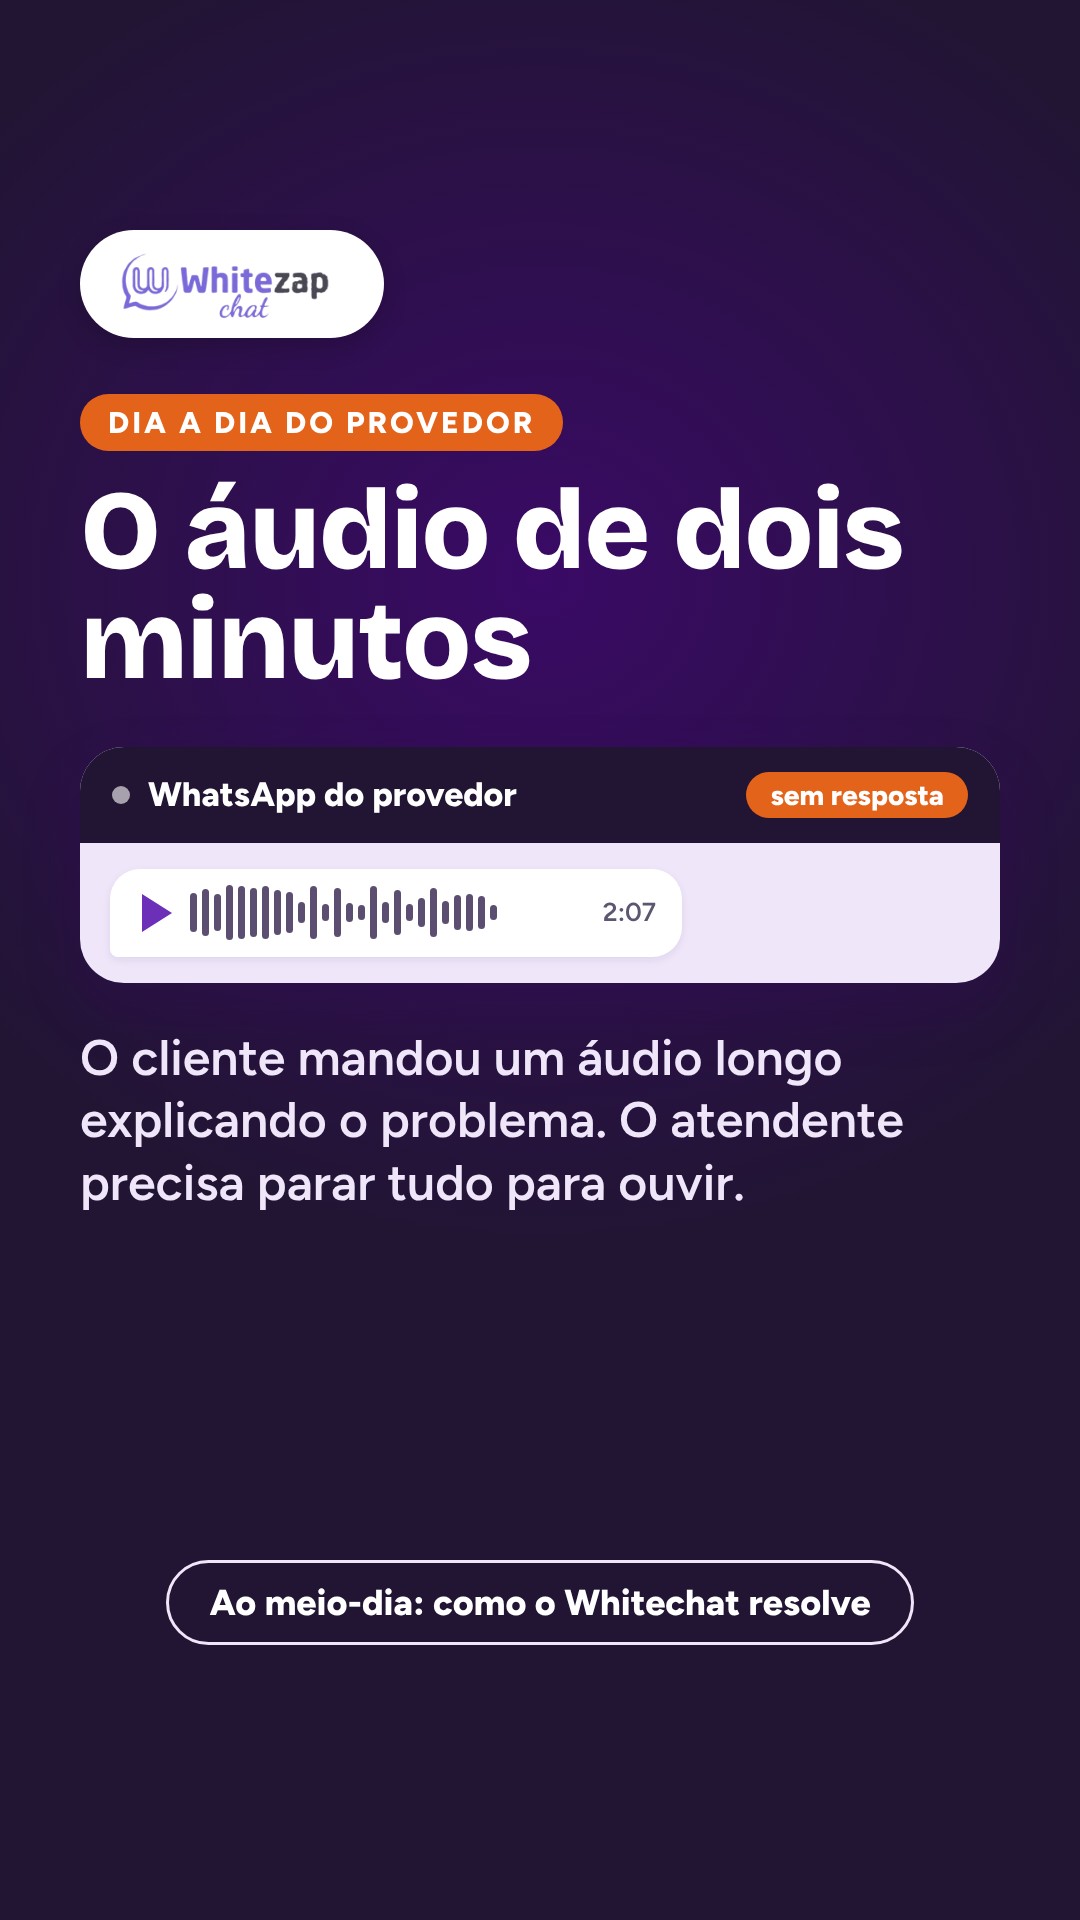 Whitezap
chat
DIA A DIA DO PROVEDOR
O áudio de dois
minutos
WhatsApp do provedor
sem resposta
2:07
O cliente mandou um áudio longo
explicando o problema. O atendente
precisa parar tudo para ouvir.
Ao meio-dia: como o Whitechat resolve